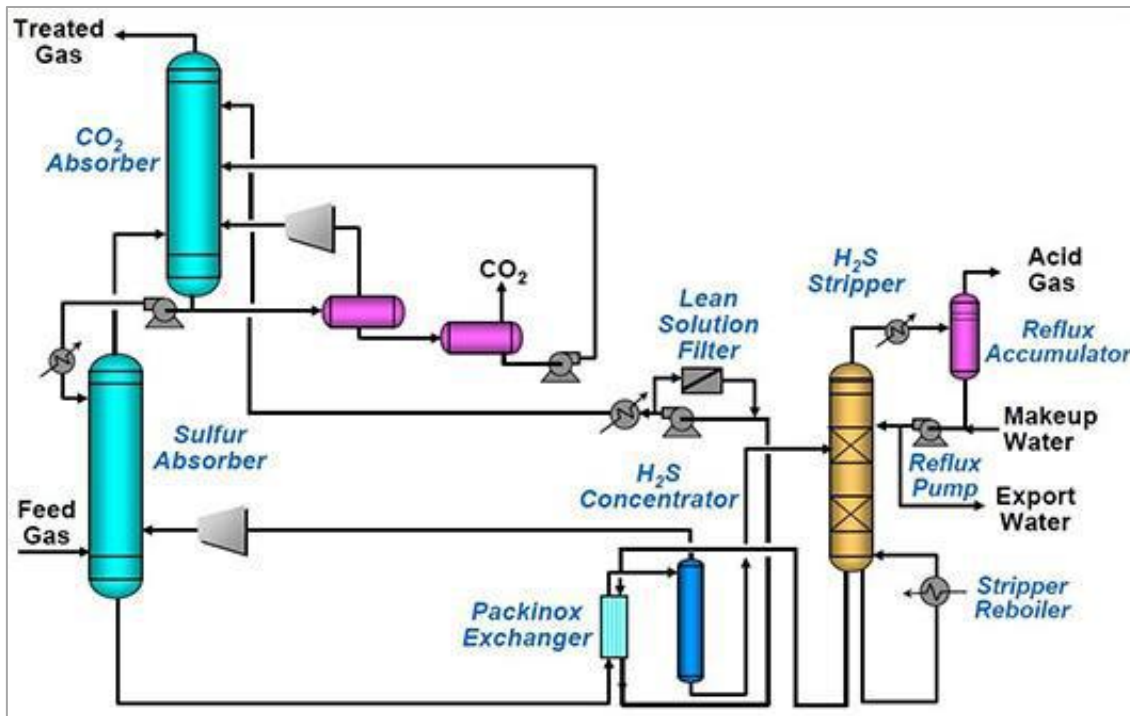 Treated
Gas
CO₂
Absorber
CO₂
H₂S
Stripper
Acid
Gas
Lean
Solution
Filter
Reflux
Accumulator
Sulfur
Absorber
Makeup
Water
H₂S
Concentrator
Reflux
Pump
Feed
Gas
Export
Water
Packinox
Exchanger
Stripper
Reboiler